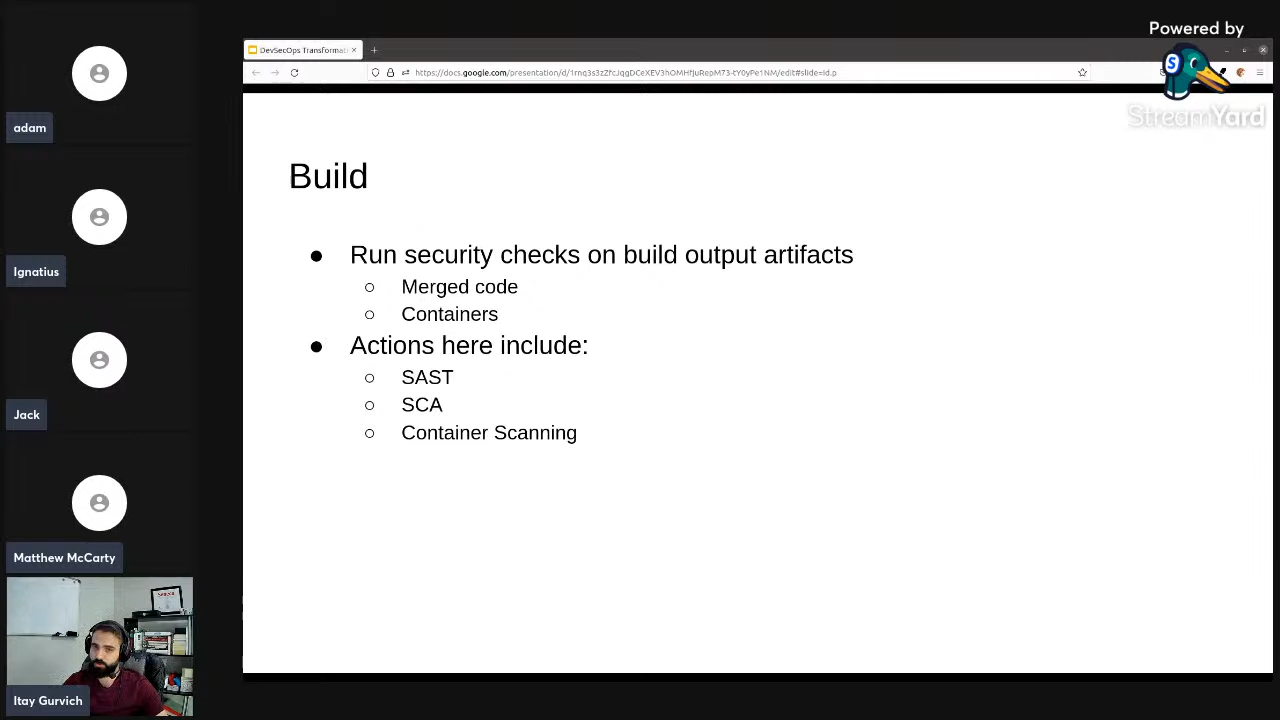 Powered by
StreamYard
adam
Ignatius
Jack
Matthew McCarty
Itay Gurvich
DevSecOps Transformat
Build
● Run security checks on build output artifacts
○ Merged code
○ Containers
● Actions here include:
○ SAST
○ SCA
○ Container Scanning